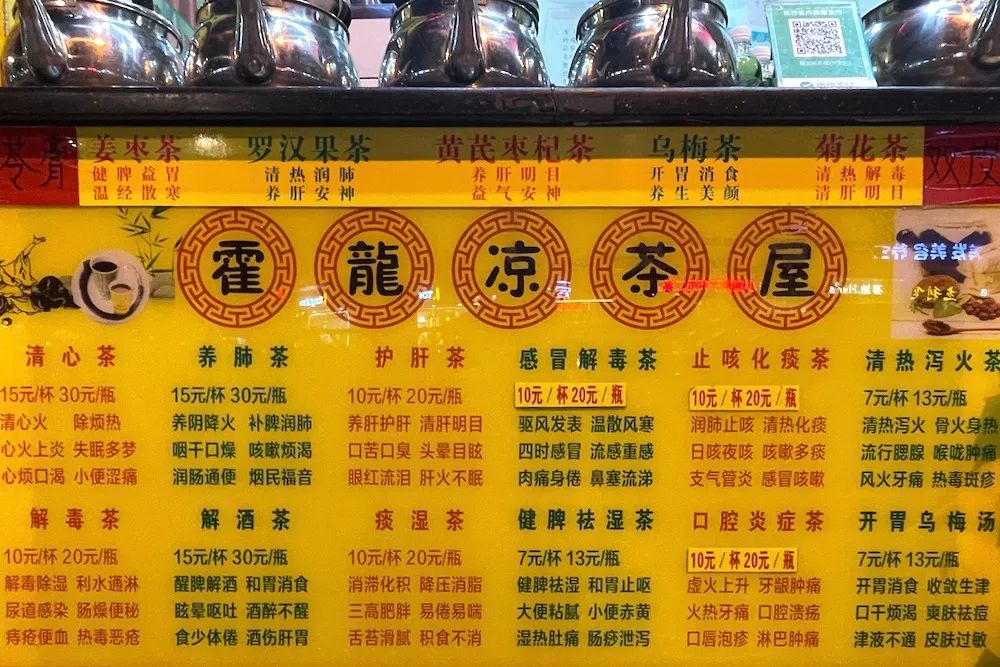 苓膏
姜枣茶 罗汉果茶 黄芪枣杞茶 乌梅茶 菊花茶
健脾益胃 清热润肺 养肝明目 开胃消食 清热解毒
温经散寒 养肝安神 益气安神 养生美颜 清肝明目
双皮
霍龍凉茶屋
清心茶 养肺茶 护肝茶 感冒解毒茶 止咳化痰茶 清热泻火茶
15元/杯 30元/瓶 15元/杯 30元/瓶 10元/杯 20元/瓶 10元/杯 20元/瓶 10元/杯 20元/瓶 7元/杯 13元/瓶
清心火 除烦热 养阴降火 补脾润肺 养肝护肝 清肝明目 驱风发表 温散风寒 润肺止咳 清热化痰 清热泻火 骨火身热
心火上炎 失眠多梦 咽干口燥 咳嗽烦渴 口苦口臭 头晕目眩 四时感冒 流感重感 日咳夜咳 咳嗽多痰 流行腮腺 喉咙肿痛
心烦口渴 小便涩痛 润肠通便 烟民福音 眼红流泪 肝火不眠 肉痛身倦 鼻塞流涕 支气管炎 感冒咳嗽 风火牙痛 热毒斑疹
解毒茶 解酒茶 痰湿茶 健脾祛湿茶 口腔炎症茶 开胃乌梅汤
10元/杯 20元/瓶 15元/杯 30元/瓶 10元/杯 20元/瓶 7元/杯 13元/瓶 10元/杯 20元/瓶 7元/杯 13元/瓶
解毒除湿 利水通淋 醒脾解酒 和胃消食 消滞化积 降压消脂 健脾祛湿 和胃止呕 虚火上升 牙龈肿痛 开胃消食 收敛生津
尿道感染 肠燥便秘 眩晕呕吐 酒醉不醒 三高肥胖 易倦易喘 大便粘腻 小便赤黄 火热牙痛 口腔溃疡 口干烦渴 爽肤祛痘
痔疮便血 热毒恶疮 食少体倦 酒伤肝胃 舌苔滑腻 积食不消 湿热肚痛 肠痧泄泻 口唇泡疹 淋巴肿痛 津液不通 皮肤过敏